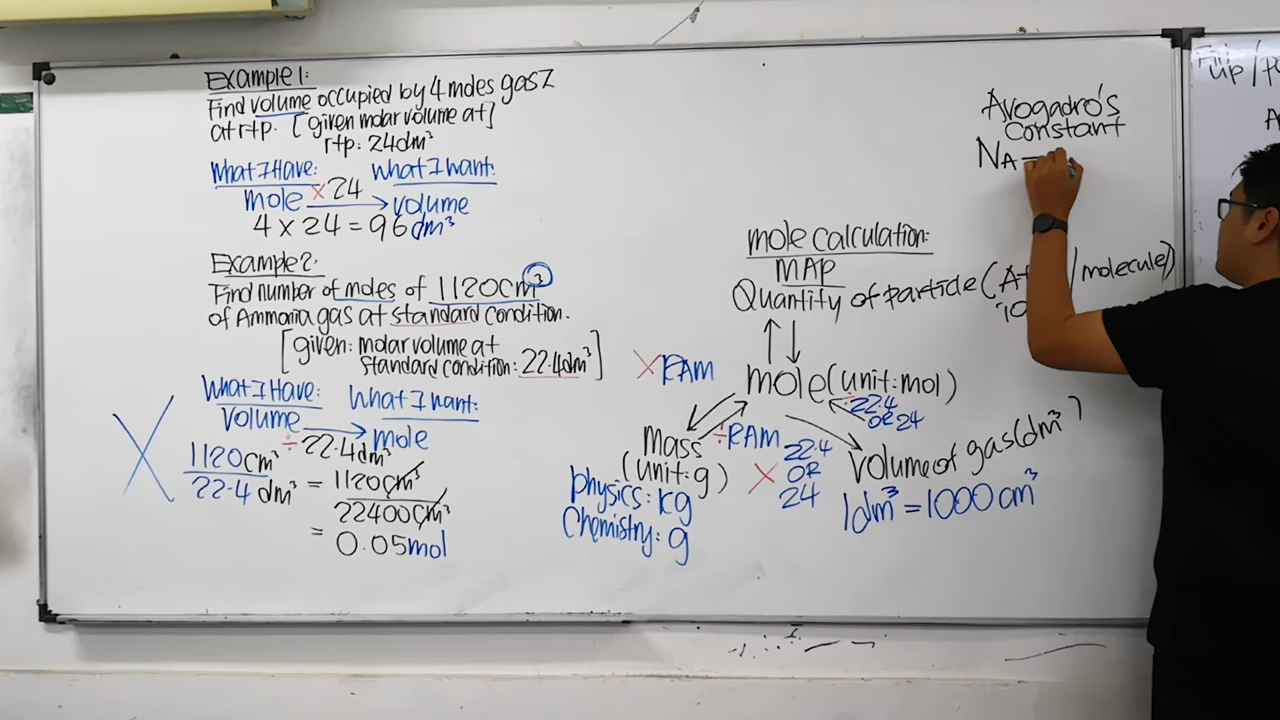 Example 1:
Find volume occupied by 4 moles gas Z
at rtp. [given molar volume at]
rtp: 24dm³
What I Have: What I want:
mole ×24 → volume
4 × 24 = 96dm³
Example 2:
Find number of moles of 1120cm³
of Ammonia gas at standard condition.
[given: molar volume at
standard condition: 22.4dm³]
What I Have: What I want:
Volume → mole
÷22.4dm³
1120cm³
22.4 dm³
= 1120cm³
22400cm³
= 0.05mol
mole calculation:
MAP
Quantity of particle ( /molecule)
×RAM
mole (unit:mol)
÷22.4
OR 24
Mass ÷RAM
(unit:g)
Physics: kg
Chemistry: g
× 22.4
OR
24
Volume of gas (dm³)
1dm³ = 1000cm³
Avogadro's
constant
NA
up /